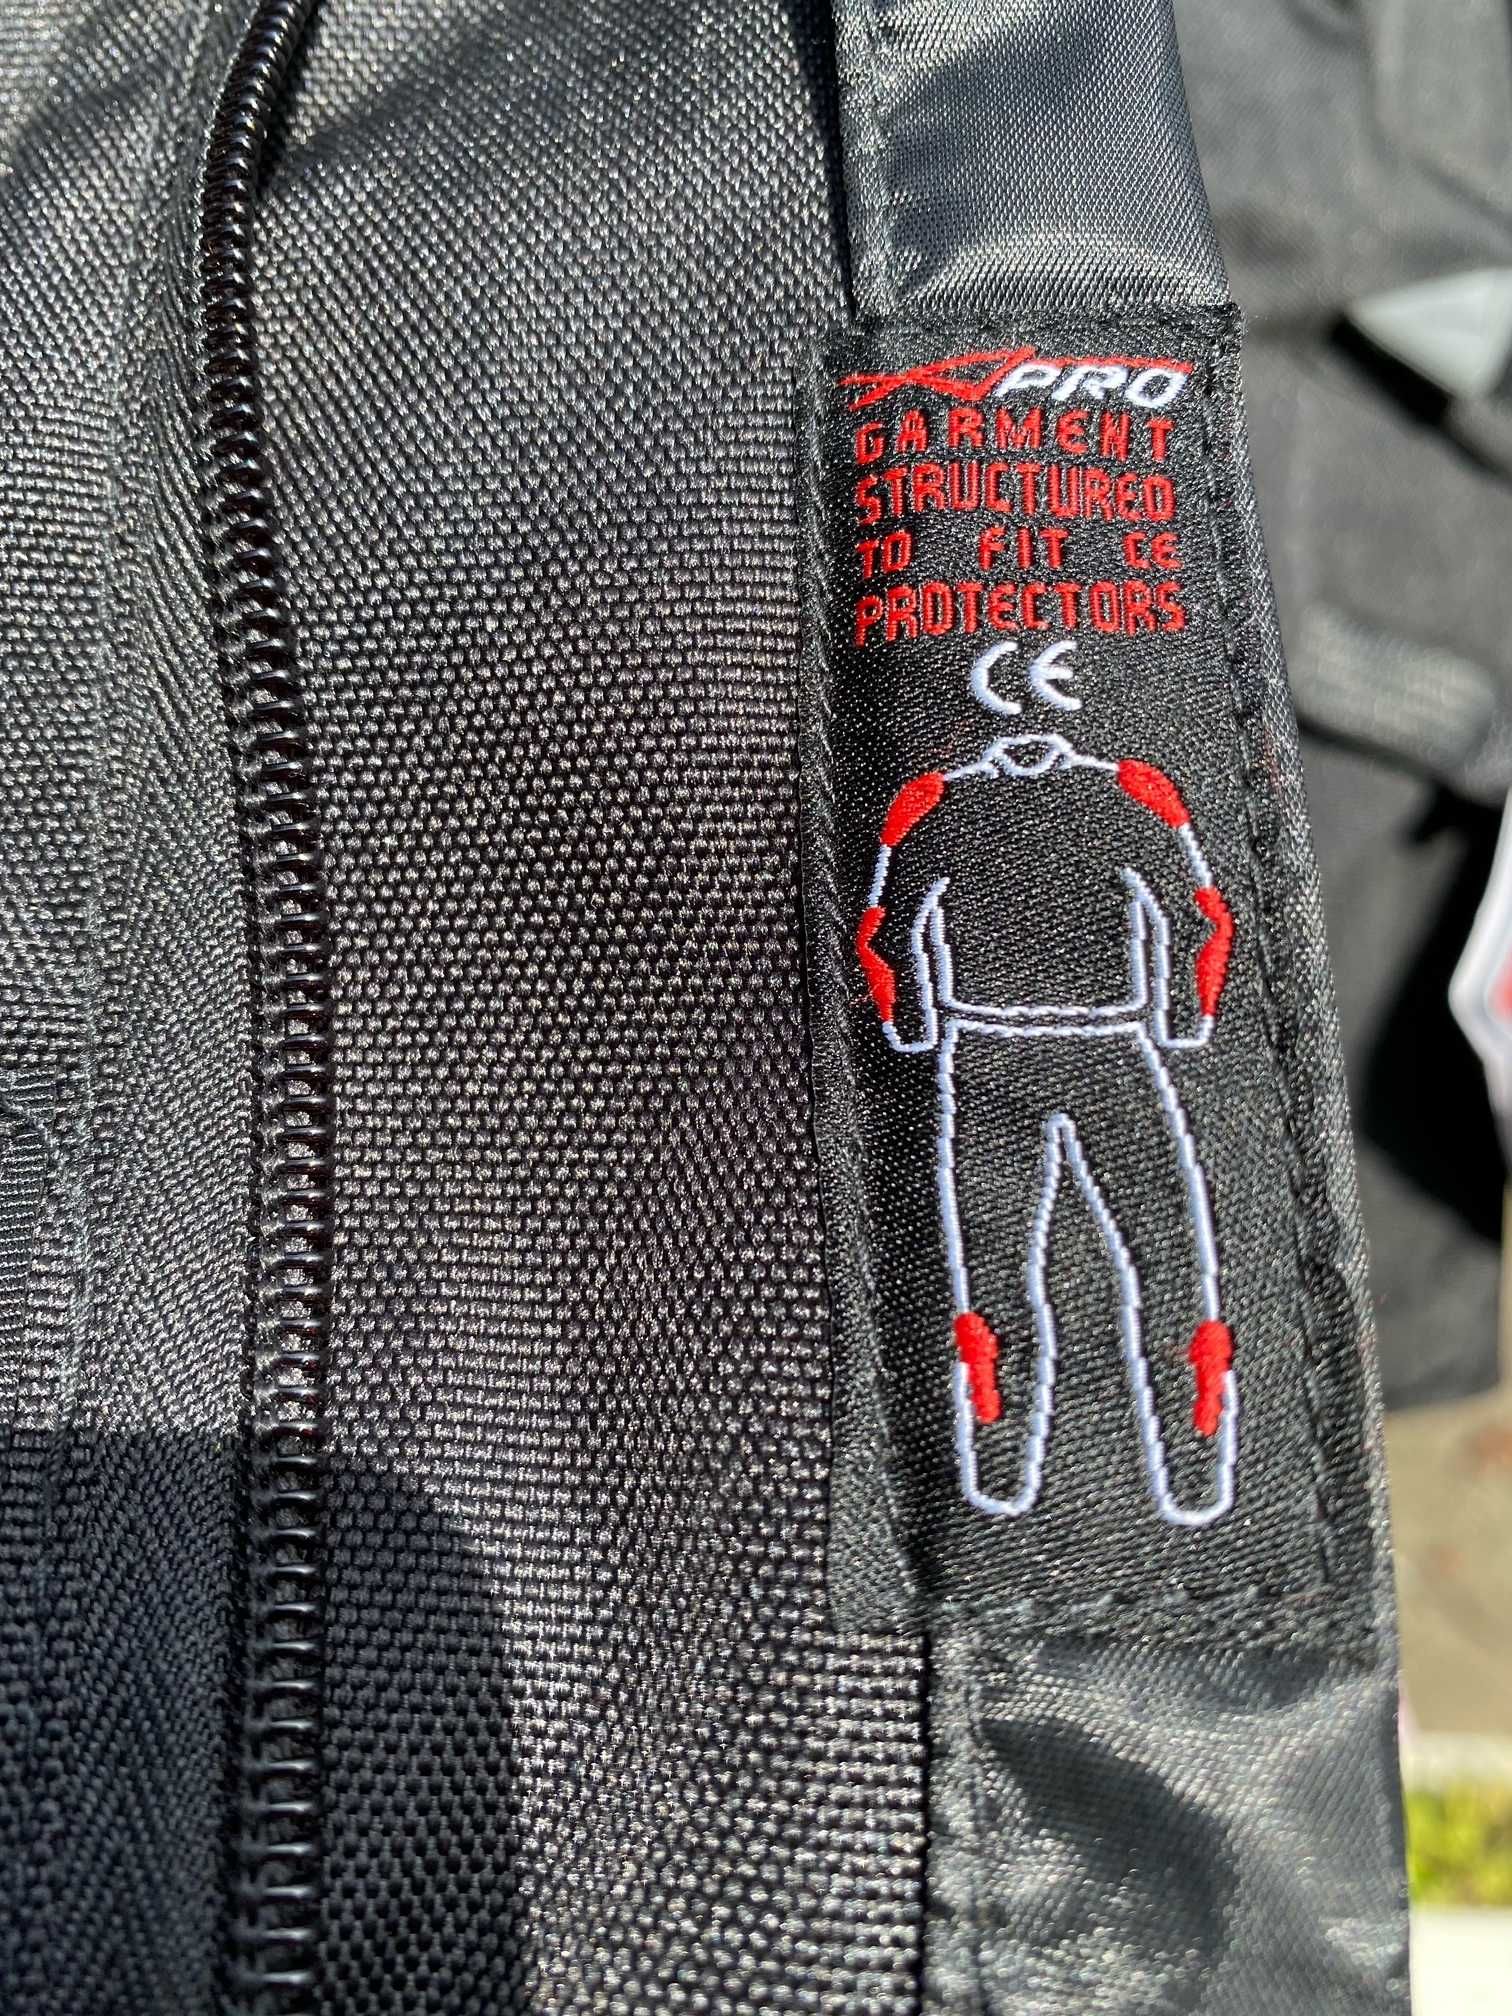 PRO
GARMENT
STRUCTURED
TO FIT CE
PROTECTORS
CE